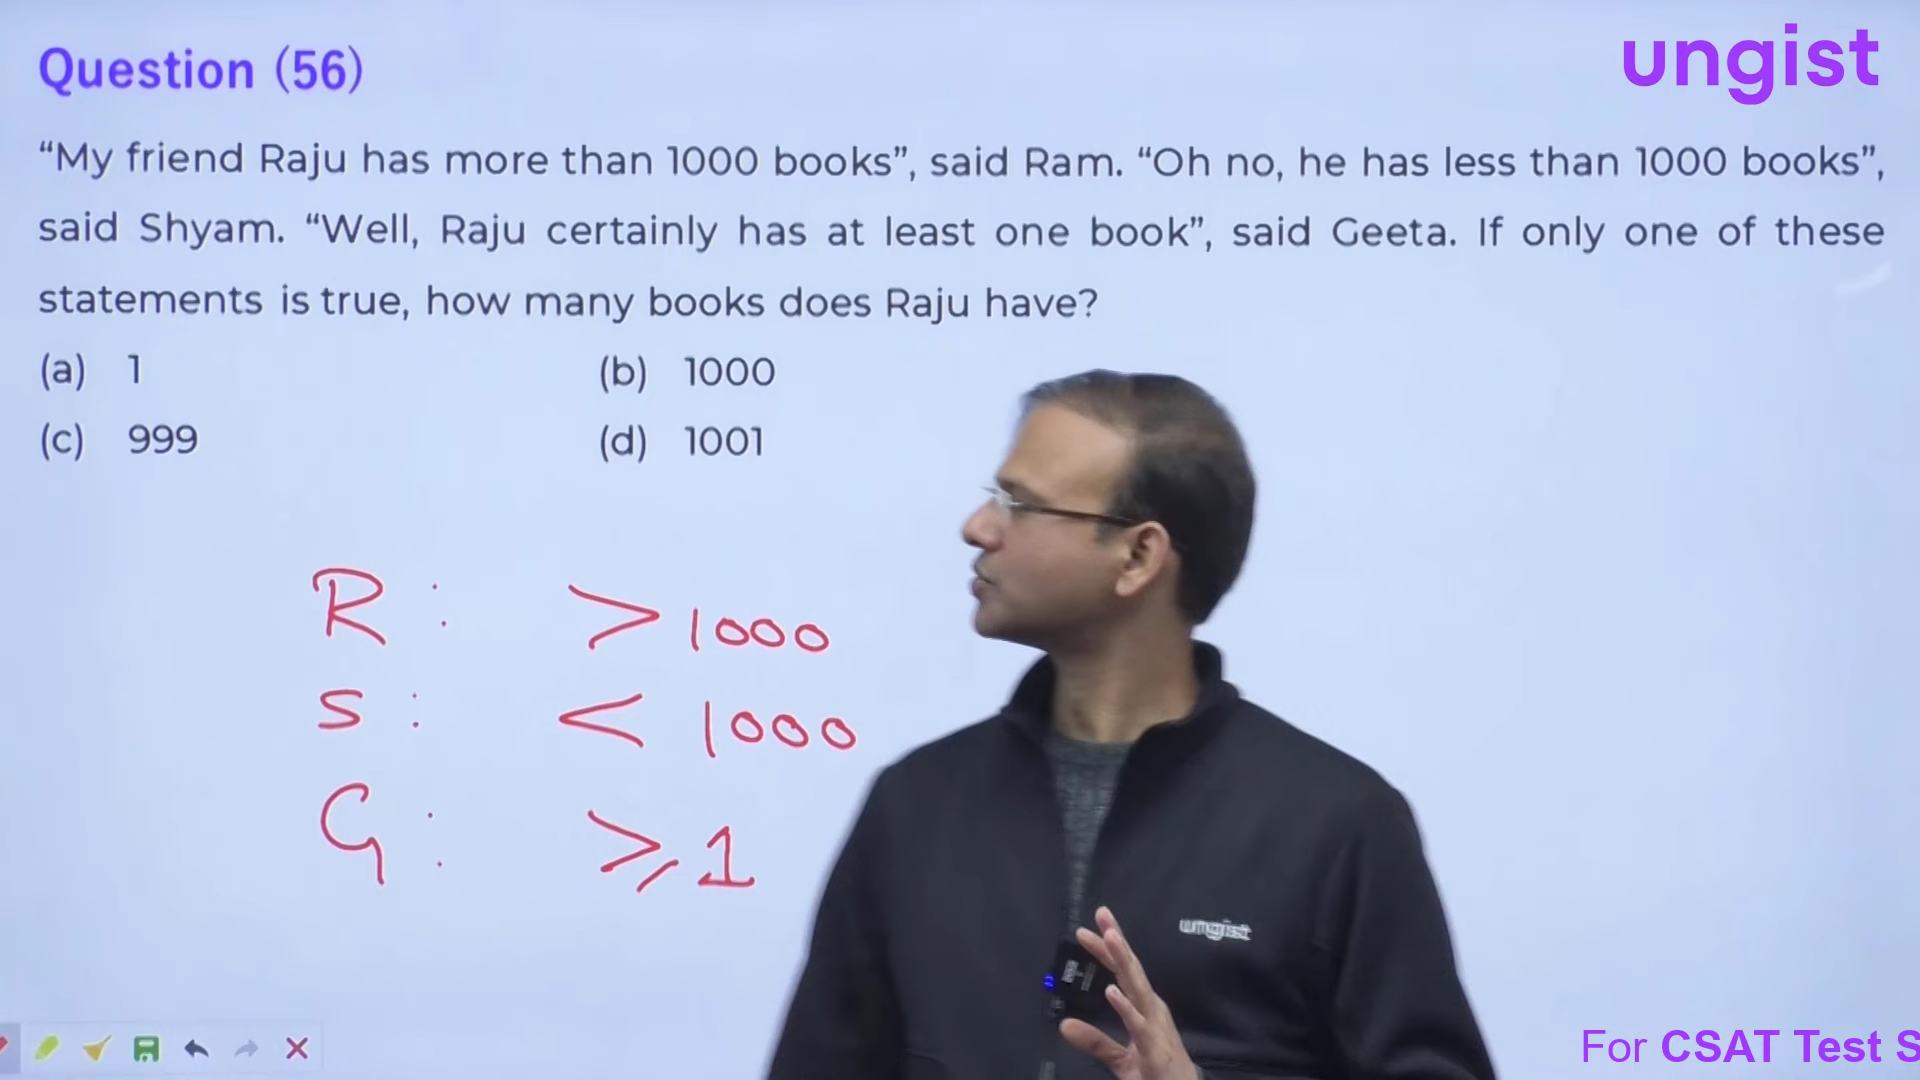 Question (56)
ungist
“My friend Raju has more than 1000 books”, said Ram. “Oh no, he has less than 1000 books”,
said Shyam. “Well, Raju certainly has at least one book”, said Geeta. If only one of these
statements is true, how many books does Raju have?
(a) 1 (b) 1000
(c) 999 (d) 1001
R : > 1000
S : < 1000
G : ⩾ 1
ungist
For CSAT Test S